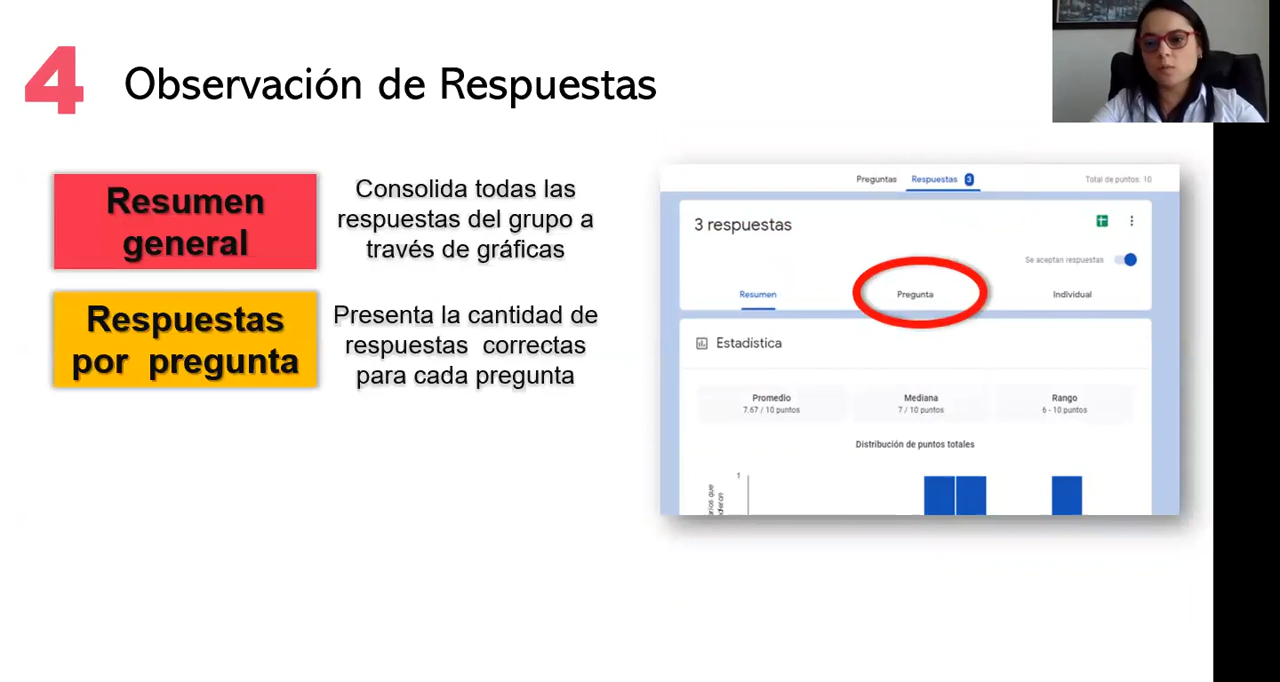 4 Observación de Respuestas
Resumen
general
Consolida todas las
respuestas del grupo a
través de gráficas
Respuestas
por pregunta
Presenta la cantidad de
respuestas correctas
para cada pregunta
Preguntas Respuestas 3 Total de puntos: 10
3 respuestas
Se aceptan respuestas
Resumen Pregunta Individual
Estadística
Promedio Mediana Rango
7.67 / 10 puntos 7 / 10 puntos 6 - 10 puntos
Distribución de puntos totales
1